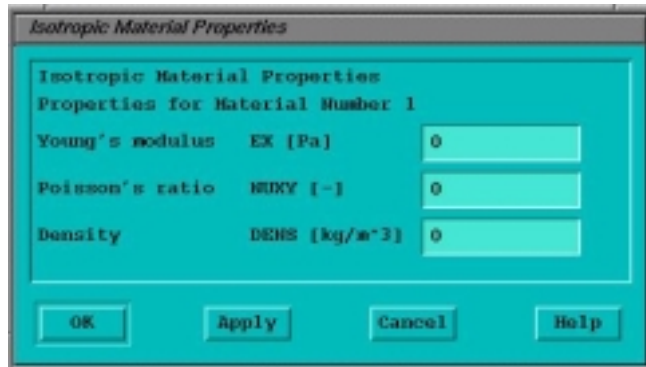 Isotropic Material Properties
Isotropic Material Properties
Properties for Material Number 1
Young's modulus EX [Pa] 0
Poisson's ratio NUXY [-] 0
Density DENS [kg/m^3] 0
OK Apply Cancel Help